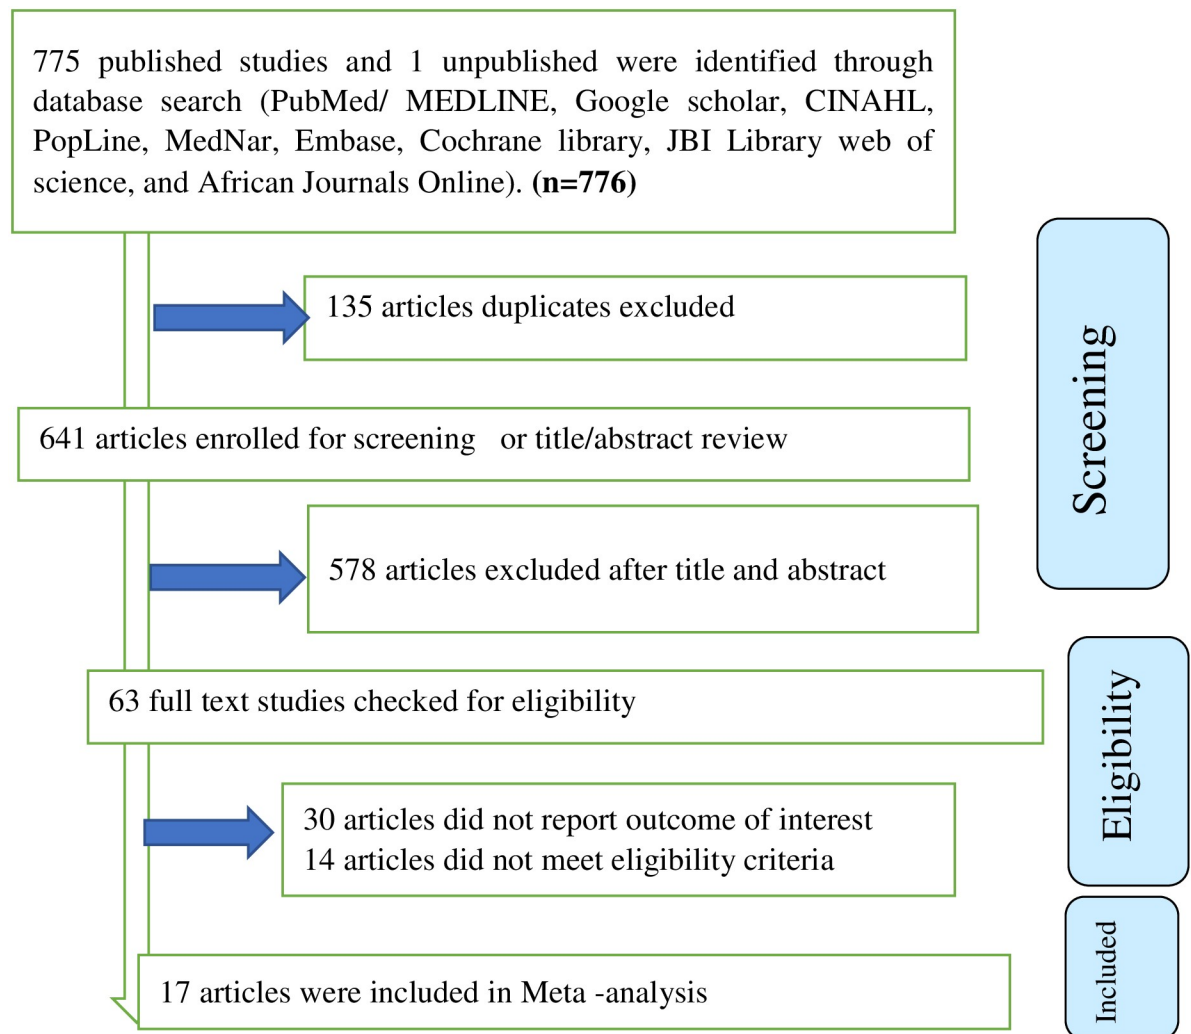 775 published studies and 1 unpublished were identified through
database search (PubMed/ MEDLINE, Google scholar, CINAHL,
PopLine, MedNar, Embase, Cochrane library, JBI Library web of
science, and African Journals Online). (n=776)
135 articles duplicates excluded
641 articles enrolled for screening or title/abstract review
578 articles excluded after title and abstract
Screening
63 full text studies checked for eligibility
30 articles did not report outcome of interest
14 articles did not meet eligibility criteria
Eligibility
17 articles were included in Meta -analysis
Included